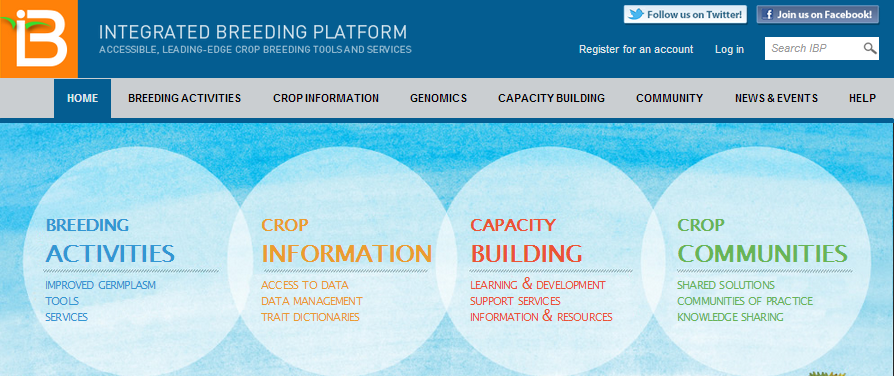 iB
INTEGRATED BREEDING PLATFORM
ACCESSIBLE, LEADING-EDGE CROP BREEDING TOOLS AND SERVICES
Follow us on Twitter!
Join us on Facebook!
Register for an account
Log in
Search IBP
HOME
BREEDING ACTIVITIES
CROP INFORMATION
GENOMICS
CAPACITY BUILDING
COMMUNITY
NEWS & EVENTS
HELP
BREEDING
ACTIVITIES
IMPROVED GERMPLASM
TOOLS
SERVICES
CROP
INFORMATION
ACCESS TO DATA
DATA MANAGEMENT
TRAIT DICTIONARIES
CAPACITY
BUILDING
LEARNING & DEVELOPMENT
SUPPORT SERVICES
INFORMATION & RESOURCES
CROP
COMMUNITIES
SHARED SOLUTIONS
COMMUNITIES OF PRACTICE
KNOWLEDGE SHARING